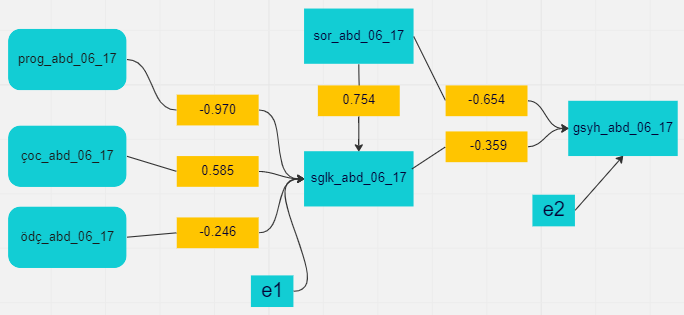 sor_abd_06_17
prog_abd_06_17
-0.970
0.754
-0.654
gsyh_abd_06_17
çoc_abd_06_17
0.585
sglk_abd_06_17
-0.359
ödç_abd_06_17
-0.246
e2
e1